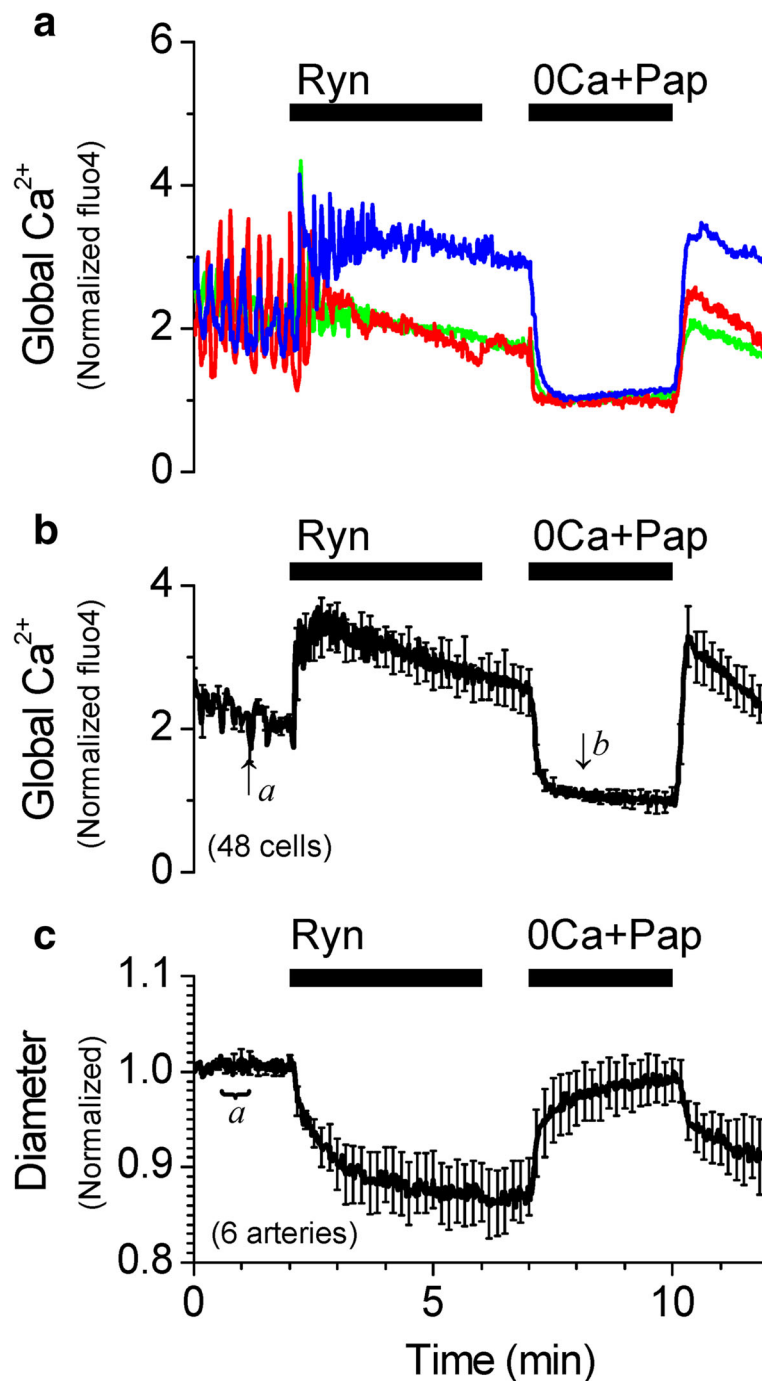 a
6
Ryn 0Ca+Pap
4
2
0
Global Ca²⁺
(Normalized fluo4)
b
Ryn 0Ca+Pap
4
2
0
Global Ca²⁺
(Normalized fluo4)
a
b
(48 cells)
c
Ryn 0Ca+Pap
1.1
1.0
0.9
0.8
Diameter
(Normalized)
a
(6 arteries)
0 5 10
Time (min)